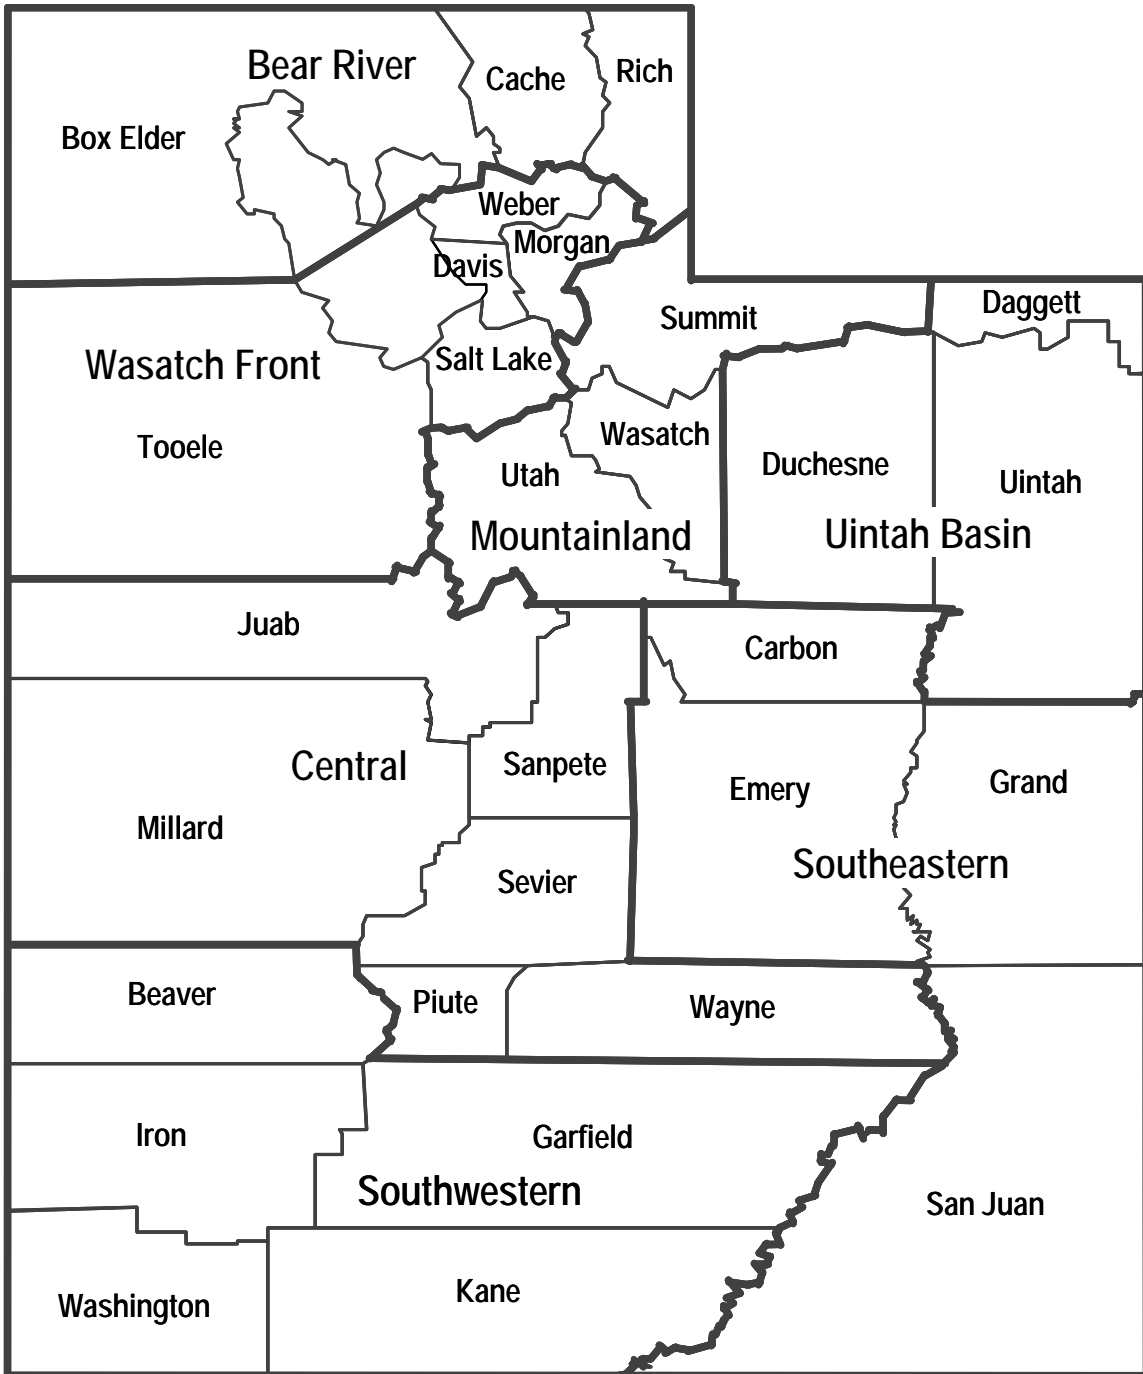 Bear River
Cache
Rich
Box Elder
Weber
Morgan
Davis
Daggett
Summit
Wasatch Front
Salt Lake
Tooele
Wasatch
Utah
Duchesne
Uintah
Mountainland
Uintah Basin
Juab
Carbon
Central
Sanpete
Emery
Grand
Millard
Southeastern
Sevier
Beaver
Piute
Wayne
Iron
Garfield
Southwestern
San Juan
Washington
Kane